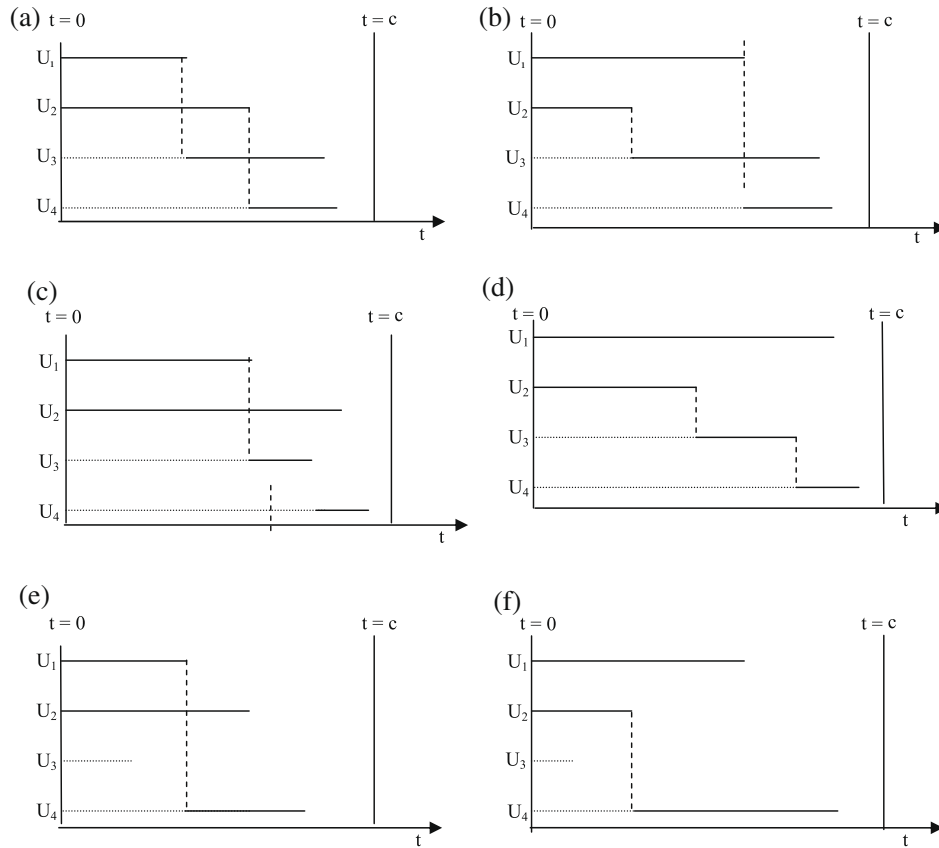 (a)
t = 0
t = c
U₁
U₂
U₃
U₄
t
(b)
t = 0
t = c
U₁
U₂
U₃
U₄
t
(c)
t = 0
t = c
U₁
U₂
U₃
U₄
t
(d)
t = 0
t = c
U₁
U₂
U₃
U₄
t
(e)
t = 0
t = c
U₁
U₂
U₃
U₄
t
(f)
t = 0
t = c
U₁
U₂
U₃
U₄
t